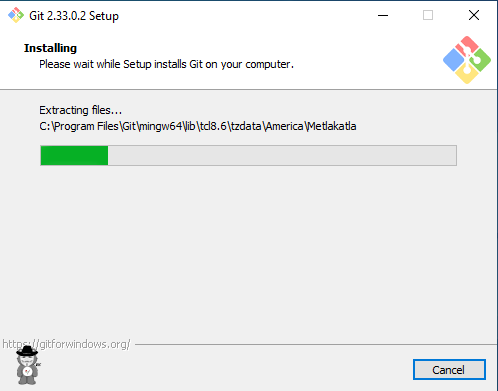 Git 2.33.0.2 Setup
Installing
Please wait while Setup installs Git on your computer.
Extracting files...
C:\Program Files\Git\mingw64\lib\tcl8.6\tzdata\America\Metlakatla
https://gitforwindows.org/
Cancel